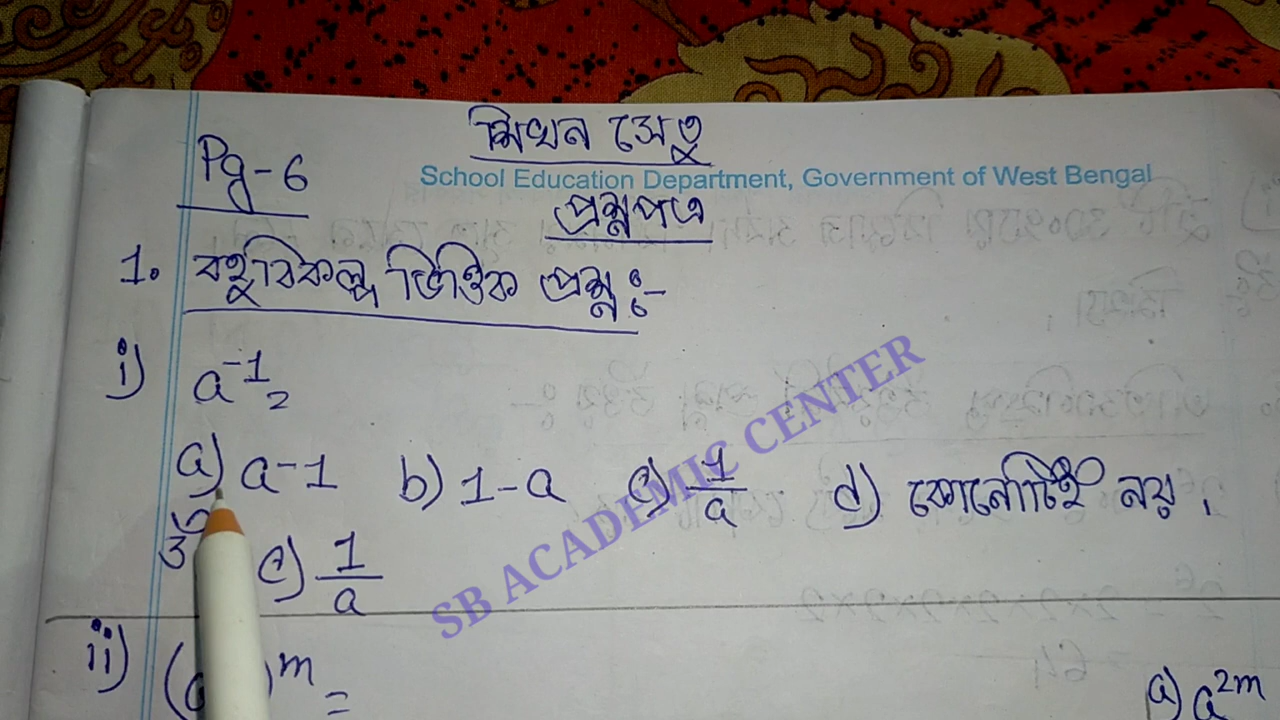 শিখন সেতু
Pg-6
School Education Department, Government of West Bengal
প্রশ্নপত্র
1. বহুবিকল্প ভিত্তিক প্রশ্ন :-
i) a⁻¹ =
a) a-1 b) 1-a c) 1/a d) কোনোটিই নয়।
c) 1/a
SB ACADEMIC CENTER
ii) ( )ᵐ =
a) a²ᵐ